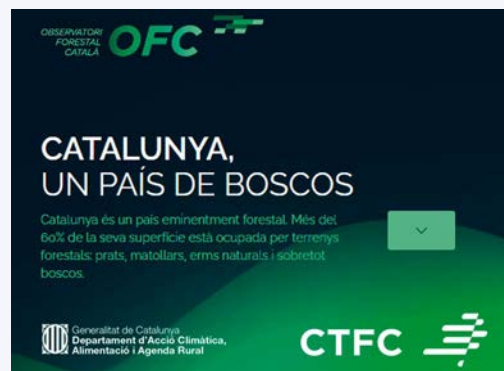 OBSERVATORI
FORESTAL
CATALÀ
OFC
CATALUNYA,
UN PAÍS DE BOSCOS
Catalunya és un país eminentment forestal. Més del
60% de la seva superfície està ocupada per terrenys
forestals: prats, matollars, erms naturals i sobretot
boscos.
Generalitat de Catalunya
Departament d'Acció Climàtica,
Alimentació i Agenda Rural
CTFC